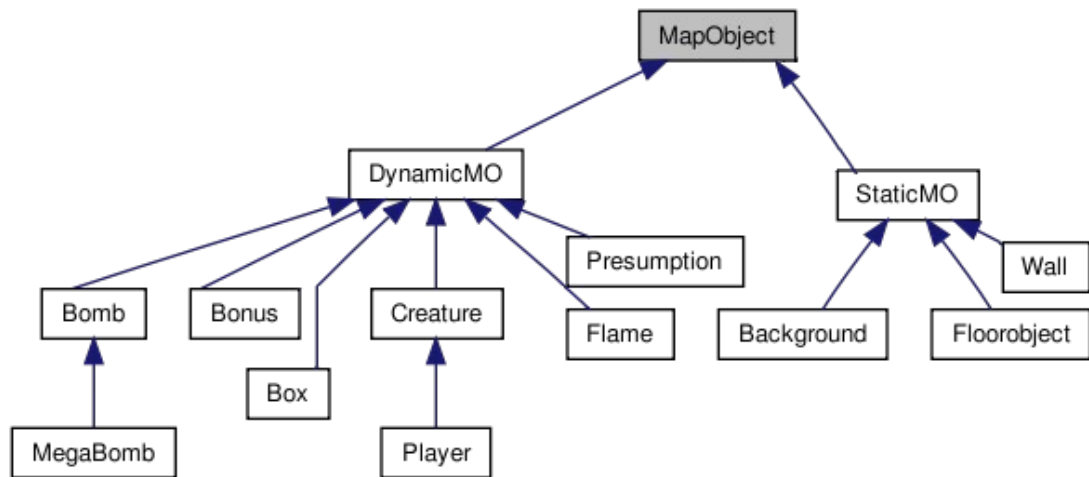 MapObject
DynamicMO
StaticMO
Presumption
Wall
Bomb
Bonus
Creature
Flame
Background
Floorobject
Box
MegaBomb
Player